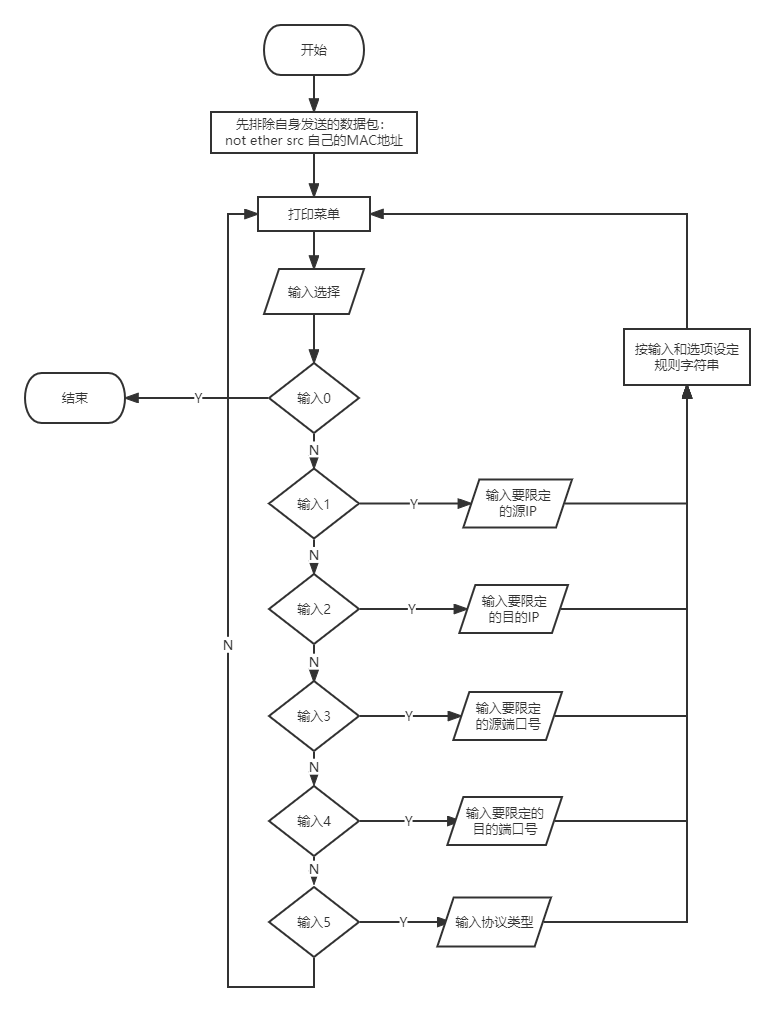 开始
先排除自身发送的数据包：
not ether src 自己的MAC地址
打印菜单
输入选择
按输入和选项设定
规则字符串
结束
Y
输入0
N
输入1
Y
输入要限定
的源IP
N
输入2
Y
输入要限定
的目的IP
N
N
输入3
Y
输入要限定
的源端口号
N
输入4
Y
输入要限定的
目的端口号
N
输入5
Y
输入协议类型